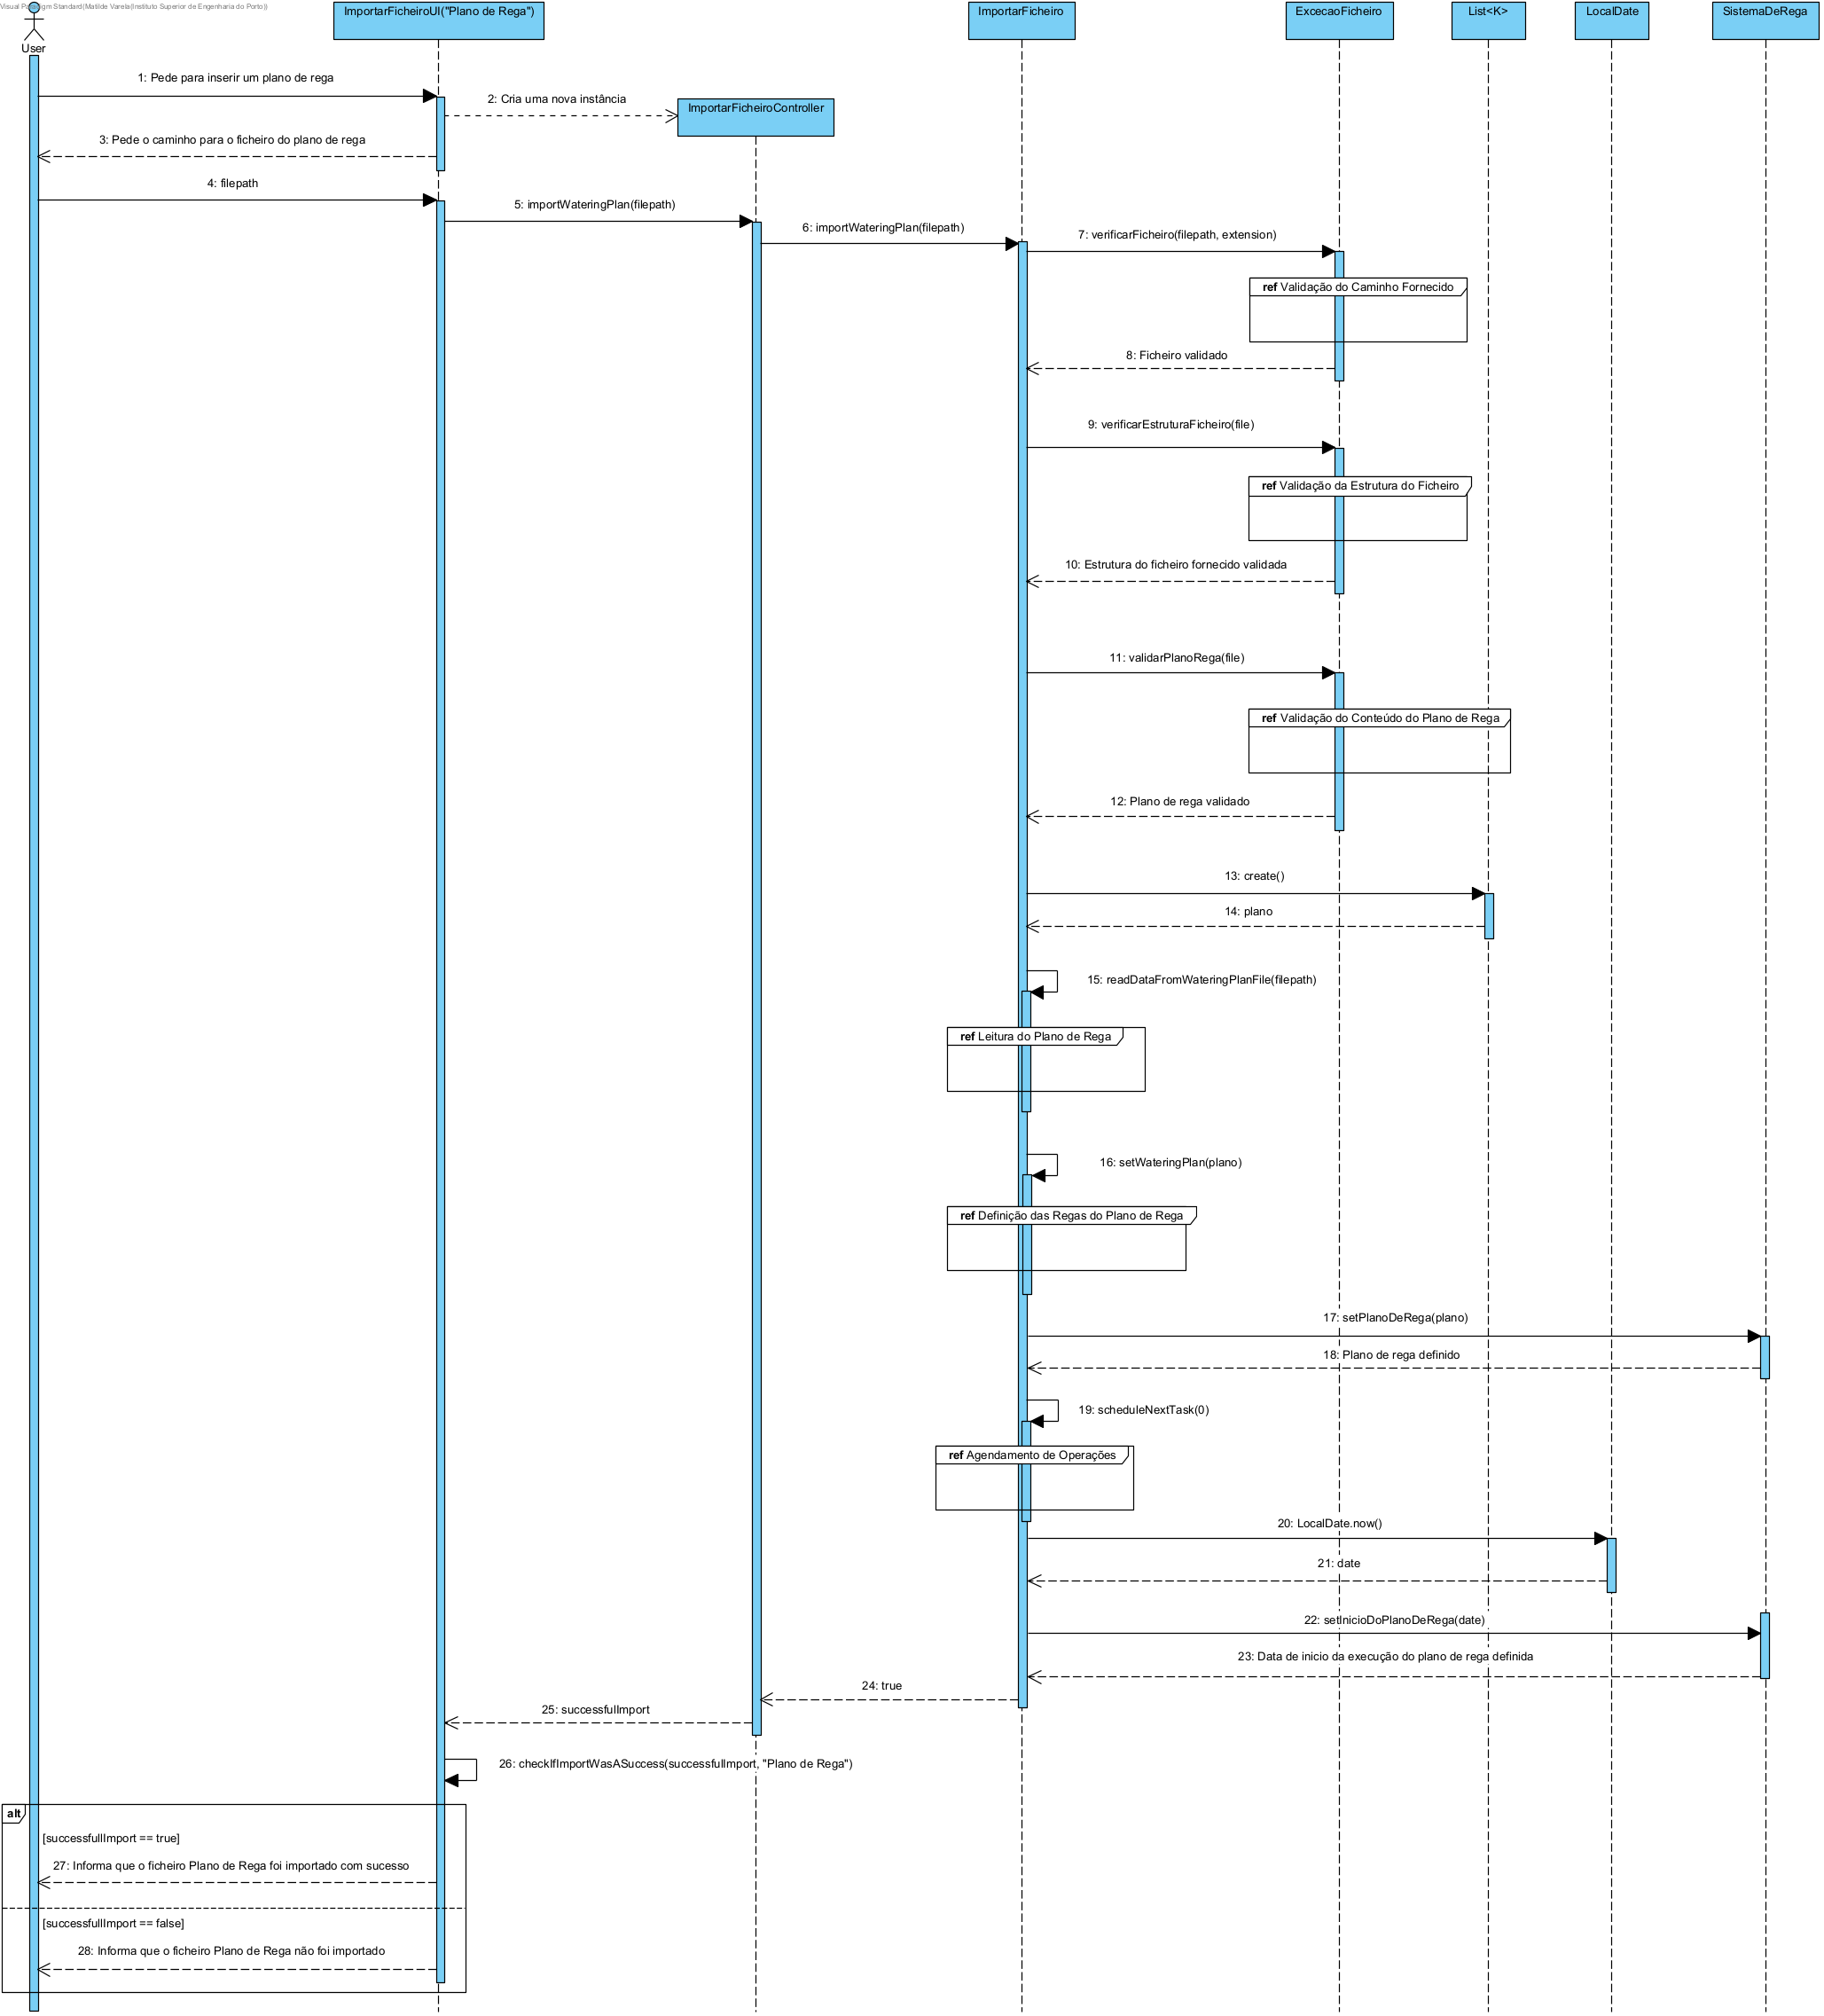 Visual Paradigm Standard(Matilde Varela(Instituto Superior de Engenharia do Porto))
User
ImportarFicheiroUI("Plano de Rega")
ImportarFicheiro
ExcecaoFicheiro
List<K>
LocalDate
SistemaDeRega
1: Pede para inserir um plano de rega
2: Cria uma nova instância
ImportarFicheiroController
3: Pede o caminho para o ficheiro do plano de rega
4: filepath
5: importWateringPlan(filepath)
6: importWateringPlan(filepath)
7: verificarFicheiro(filepath, extension)
ref Validação do Caminho Fornecido
8: Ficheiro validado
9: verificarEstruturaFicheiro(file)
ref Validação da Estrutura do Ficheiro
10: Estrutura do ficheiro fornecido validada
11: validarPlanoRega(file)
ref Validação do Conteúdo do Plano de Rega
12: Plano de rega validado
13: create()
14: plano
15: readDataFromWateringPlanFile(filepath)
ref Leitura do Plano de Rega
16: setWateringPlan(plano)
ref Definição das Regas do Plano de Rega
17: setPlanoDeRega(plano)
18: Plano de rega definido
19: scheduleNextTask(0)
ref Agendamento de Operações
20: LocalDate.now()
21: date
22: setInicioDoPlanoDeRega(date)
23: Data de inicio da execução do plano de rega definida
24: true
25: successfulImport
26: checkIfImportWasASuccess(successfulImport, "Plano de Rega")
alt
[successfullImport == true]
27: Informa que o ficheiro Plano de Rega foi importado com sucesso
[successfullImport == false]
28: Informa que o ficheiro Plano de Rega não foi importado